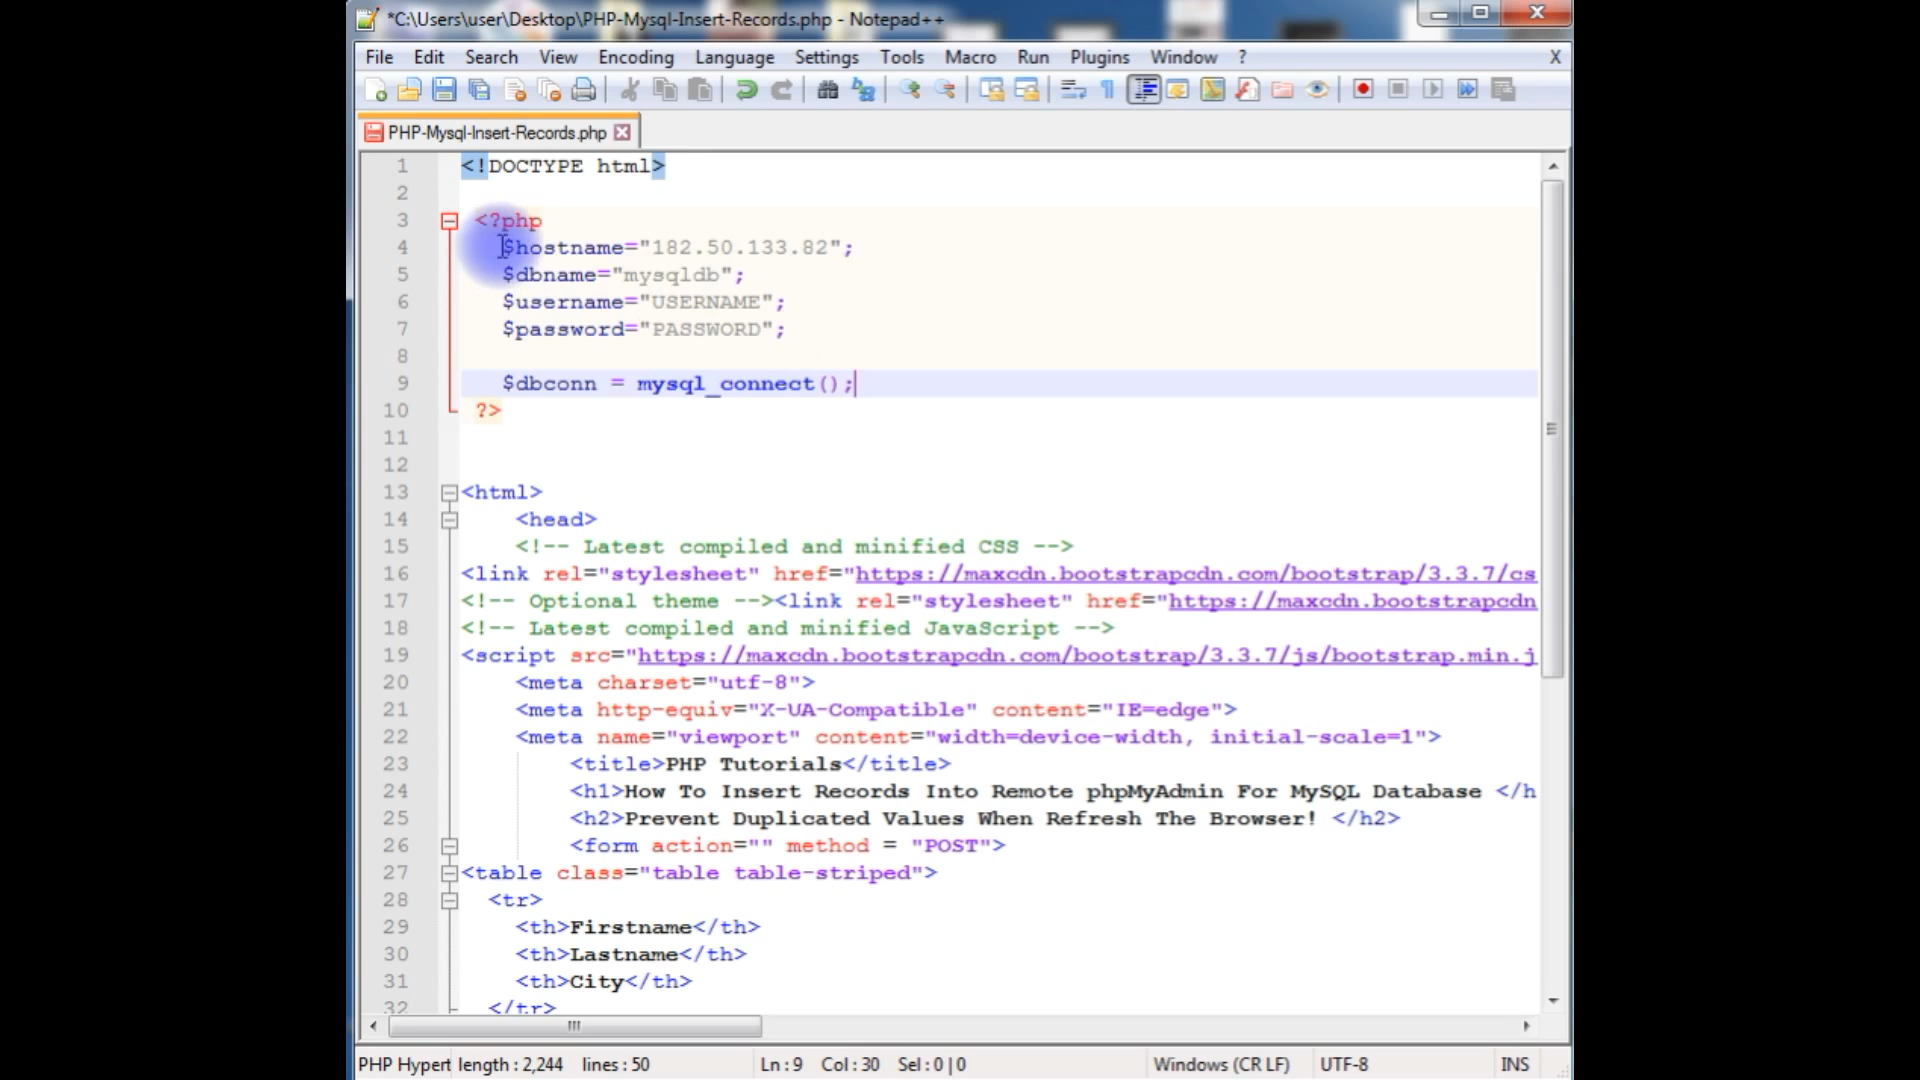 *C:\Users\user\Desktop\PHP-Mysql-Insert-Records.php - Notepad++
File Edit Search View Encoding Language Settings Tools Macro Run Plugins Window ? X
PHP-Mysql-Insert-Records.php
1 <!DOCTYPE html>
2
3 <?php
4 $hostname="182.50.133.82";
5 $dbname="mysqldb";
6 $username="USERNAME";
7 $password="PASSWORD";
8
9 $dbconn = mysql_connect();
10 ?>
11
12
13 <html>
14 <head>
15 <!-- Latest compiled and minified CSS -->
16 <link rel="stylesheet" href="https://maxcdn.bootstrapcdn.com/bootstrap/3.3.7/cs
17 <!-- Optional theme --><link rel="stylesheet" href="https://maxcdn.bootstrapcdn
18 <!-- Latest compiled and minified JavaScript -->
19 <script src="https://maxcdn.bootstrapcdn.com/bootstrap/3.3.7/js/bootstrap.min.j
20 <meta charset="utf-8">
21 <meta http-equiv="X-UA-Compatible" content="IE=edge">
22 <meta name="viewport" content="width=device-width, initial-scale=1">
23 <title>PHP Tutorials</title>
24 <h1>How To Insert Records Into Remote phpMyAdmin For MySQL Database </h
25 <h2>Prevent Duplicated Values When Refresh The Browser! </h2>
26 <form action="" method = "POST">
27 <table class="table table-striped">
28 <tr>
29 <th>Firstname</th>
30 <th>Lastname</th>
31 <th>City</th>
32 </tr>
PHP Hypert length : 2,244 lines : 50 Ln : 9 Col : 30 Sel : 0 | 0 Windows (CR LF) UTF-8 INS